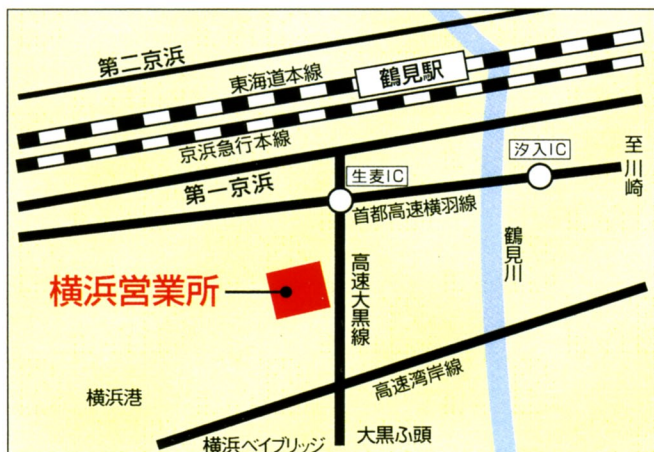 第二京浜
東海道本線
鶴見駅
京浜急行本線
汐入IC
至川崎
生麦IC
第一京浜
首都高速横羽線
鶴見川
横浜営業所
高速大黒線
高速湾岸線
横浜港
大黒ふ頭
横浜ベイブリッジ